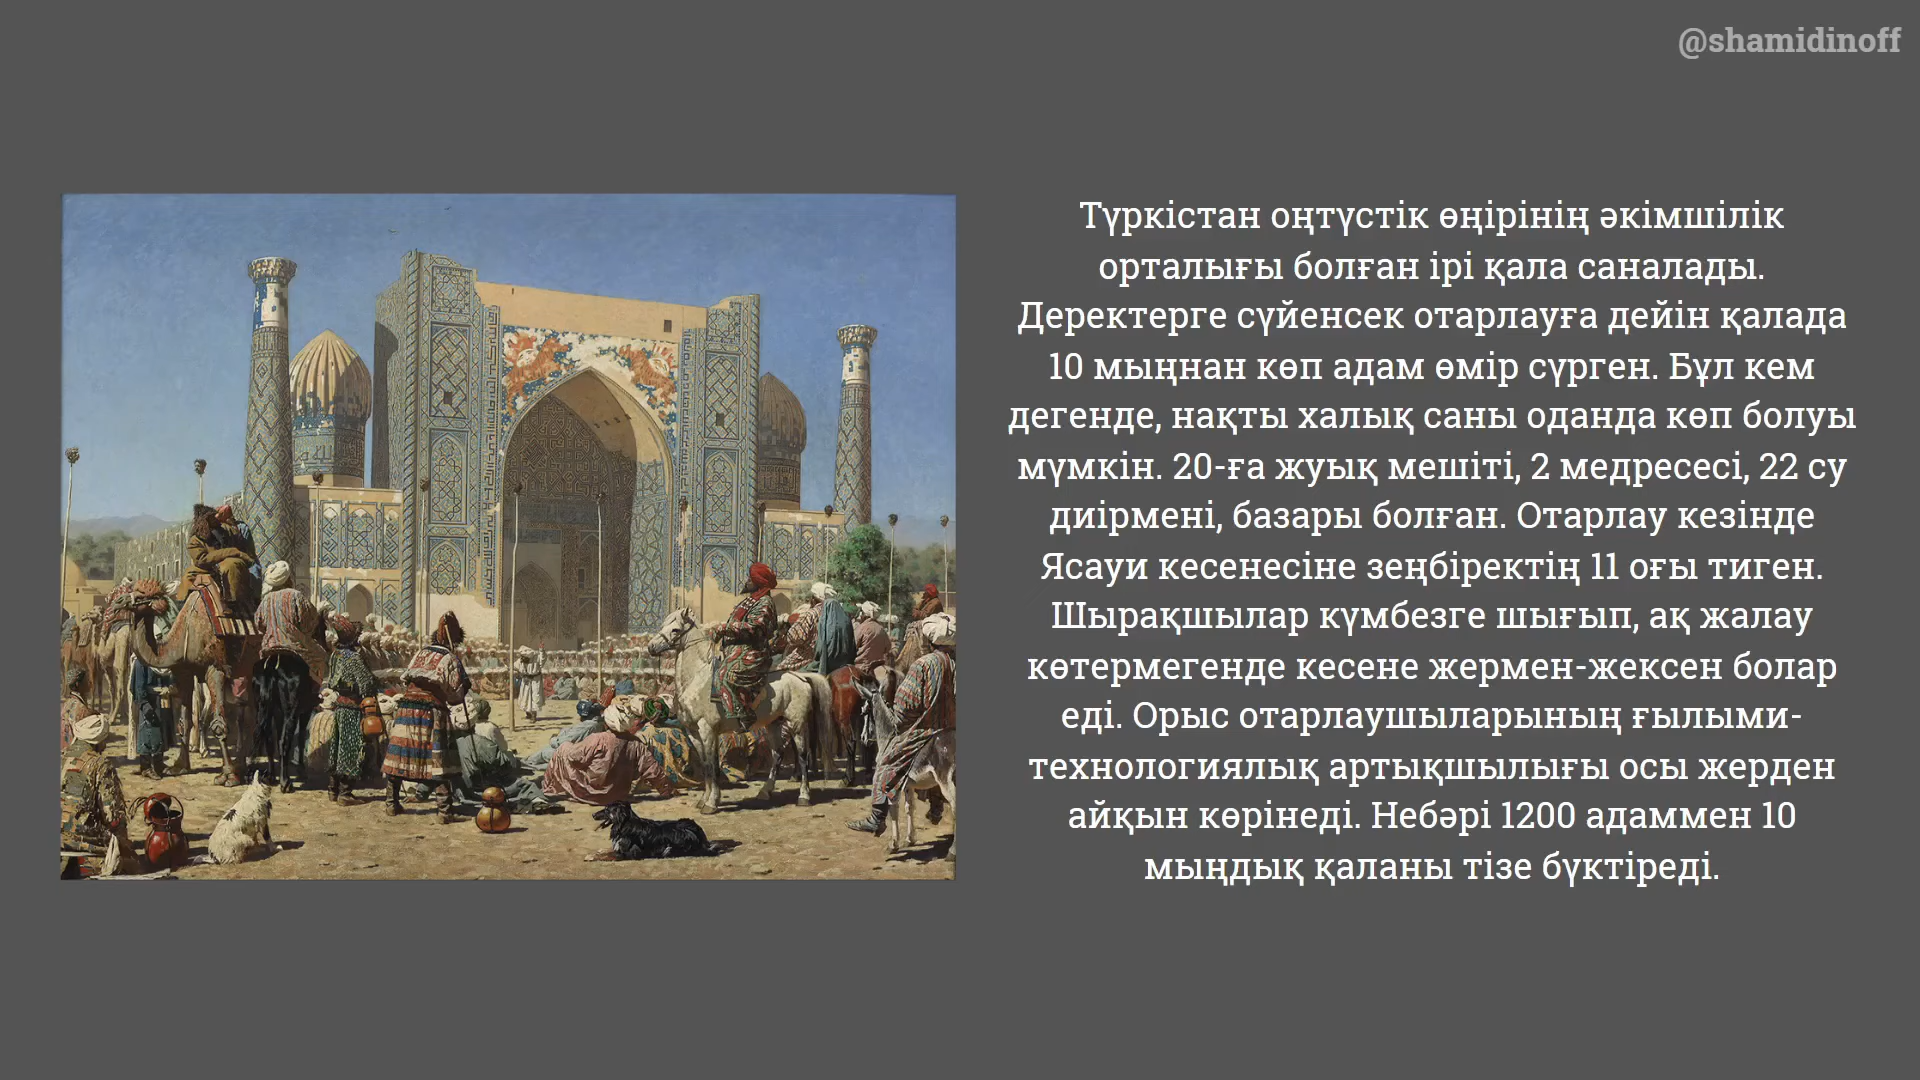 @shamidinoff
Түркістан оңтүстік өңірінің әкімшілік
орталығы болған ірі қала саналады.
Деректерге сүйенсек отарлауға дейін қалада
10 мыңнан көп адам өмір сүрген. Бұл кем
дегенде, нақты халық саны оданда көп болуы
мүмкін. 20-ға жуық мешіті, 2 медресесі, 22 су
диірмені, базары болған. Отарлау кезінде
Ясауи кесенесіне зеңбіректің 11 оғы тиген.
Шырақшылар күмбезге шығып, ақ жалау
көтермегенде кесене жермен-жексен болар
еді. Орыс отарлаушыларының ғылыми-
технологиялық артықшылығы осы жерден
айқын көрінеді. Небәрі 1200 адаммен 10
мыңдық қаланы тізе бүктіреді.